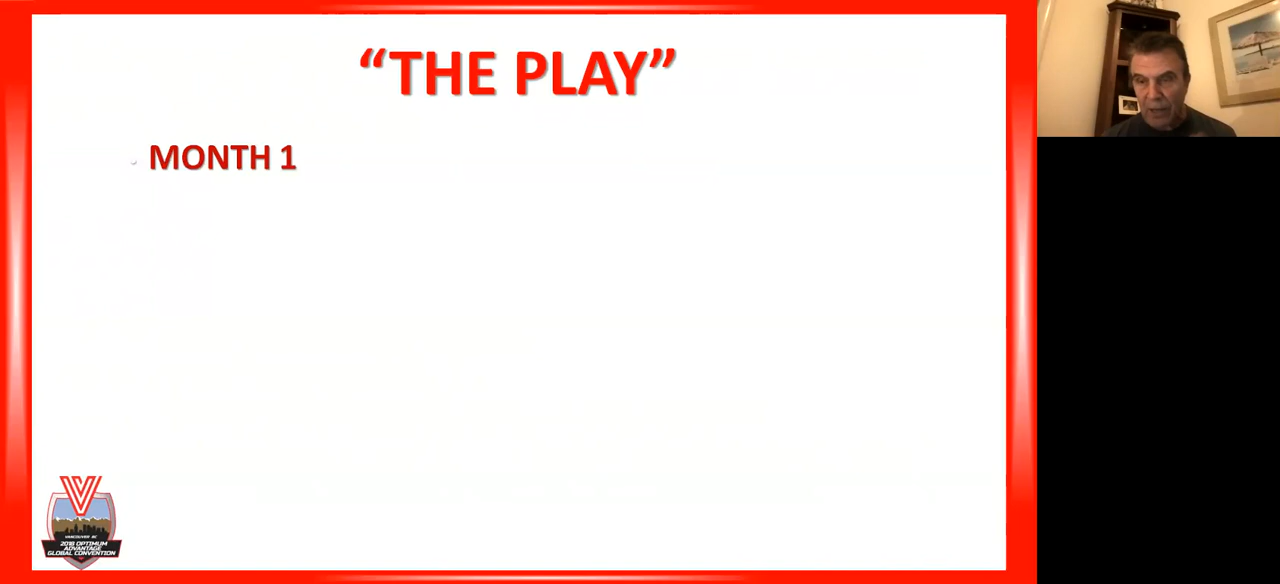 “THE PLAY”
MONTH 1
V
VANCOUVER BC
2018 OPTIMUM
ADVANTAGE
GLOBAL CONVENTION